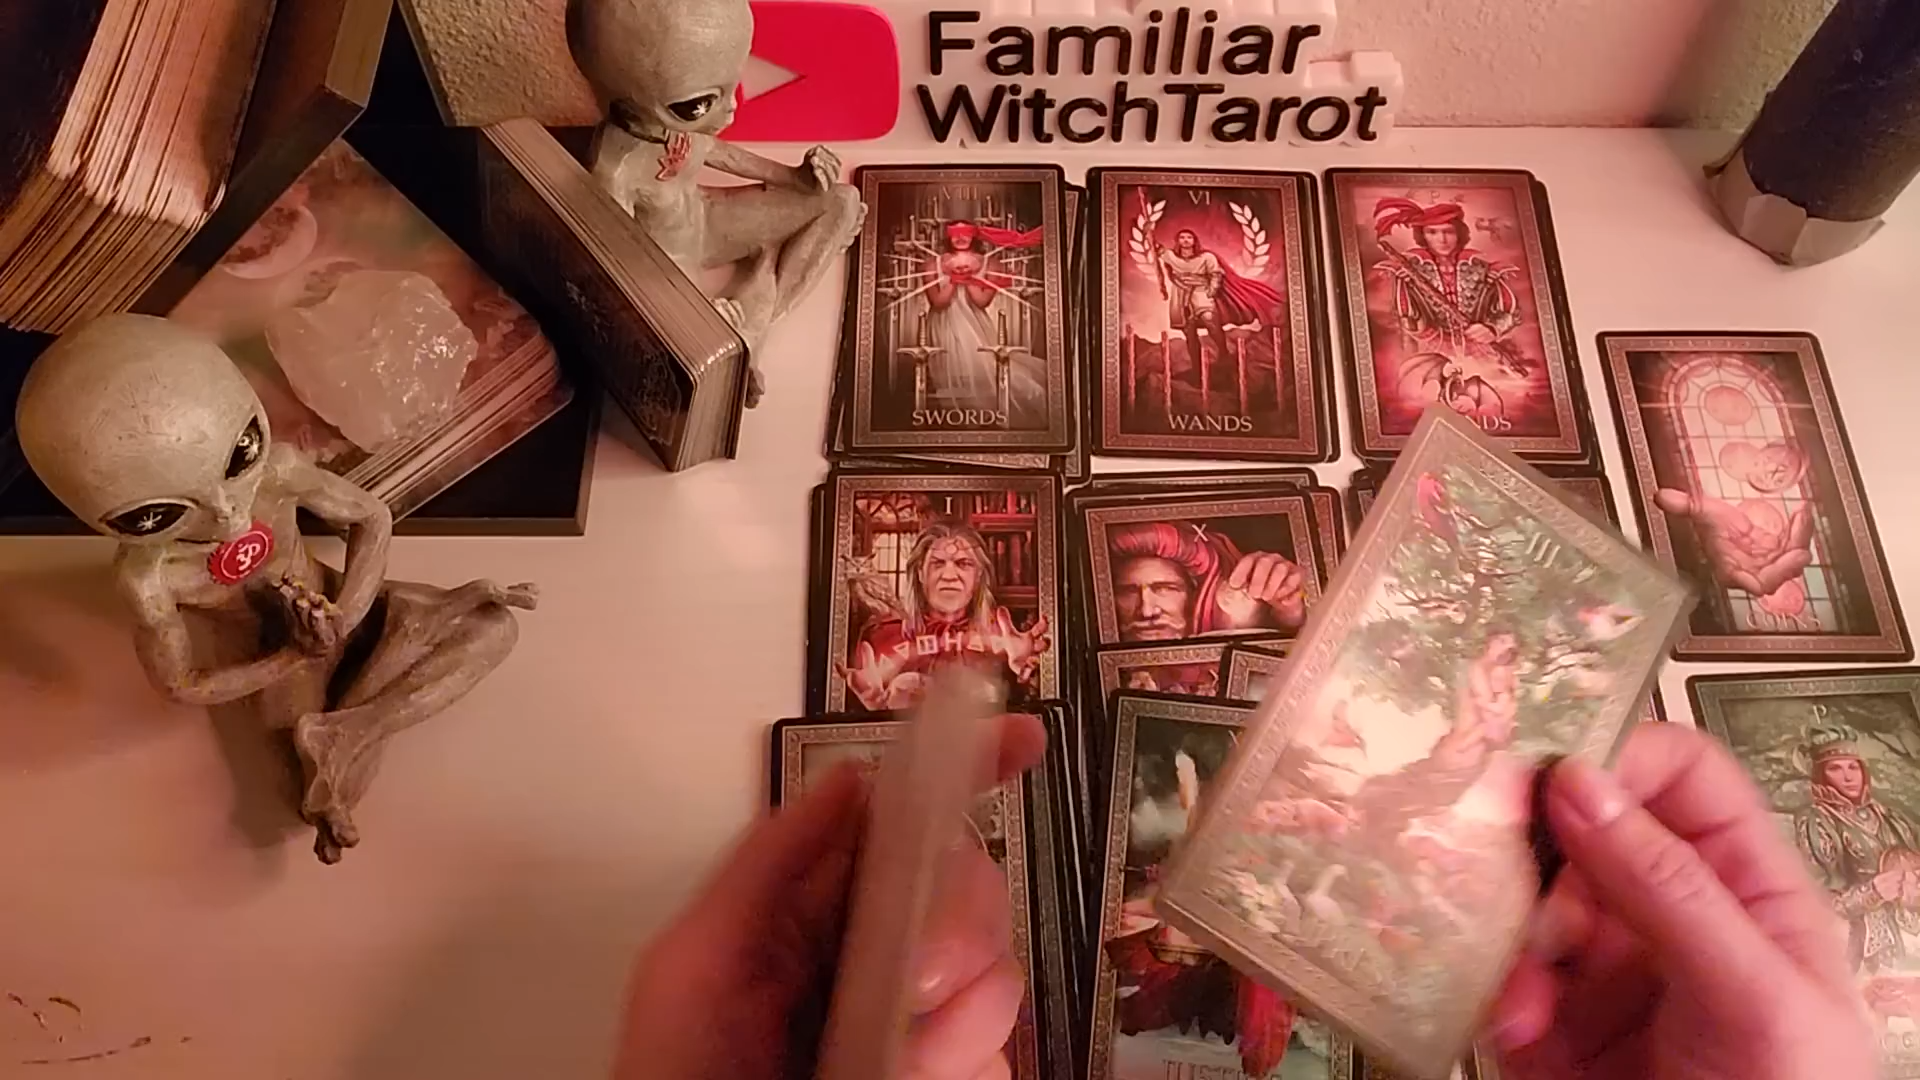 Familiar
WitchTarot
VIII
VI
P
SWORDS
WANDS
I
X
COINS
P
ॐ